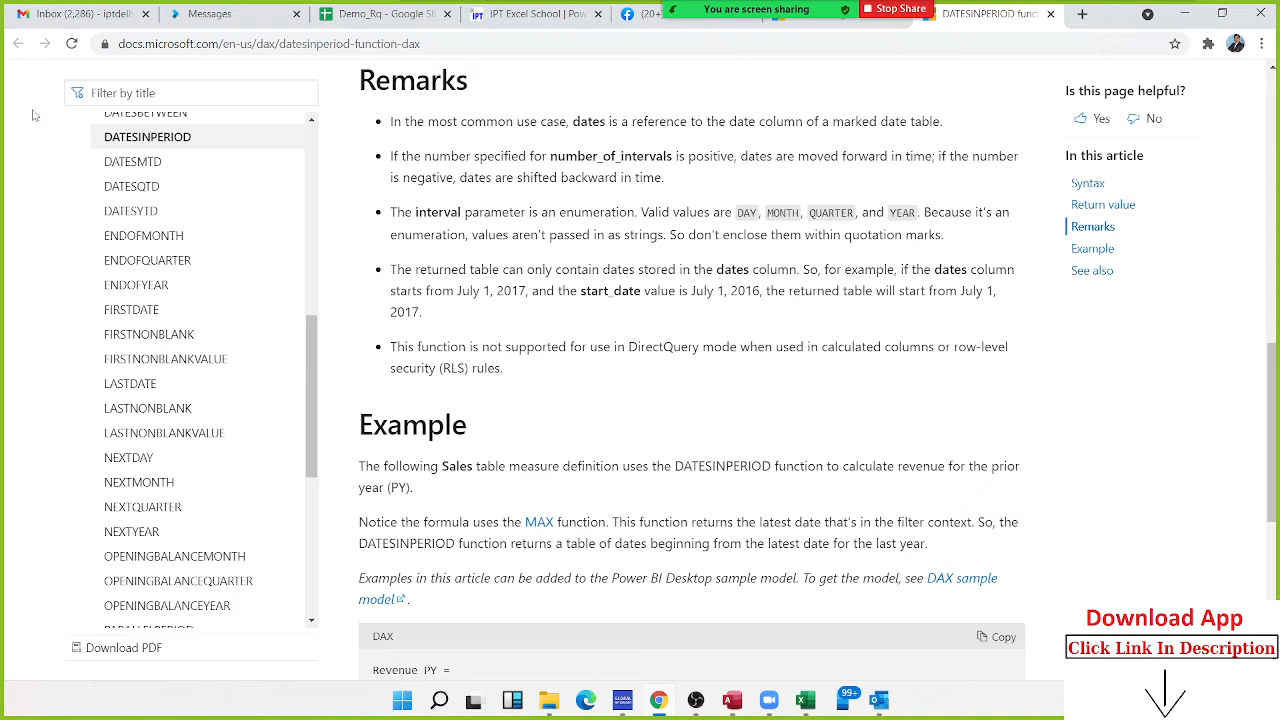 Inbox (2,286) - iptdel
Messages
Demo_Rq - Google Sh
IPT Excel School | Pow
(20+
You are screen sharing
Stop Share
DATESINPERIOD func
docs.microsoft.com/en-us/dax/datesinperiod-function-dax
Filter by title
DATESBETWEEN
DATESINPERIOD
DATESMTD
DATESQTD
DATESYTD
ENDOFMONTH
ENDOFQUARTER
ENDOFYEAR
FIRSTDATE
FIRSTNONBLANK
FIRSTNONBLANKVALUE
LASTDATE
LASTNONBLANK
LASTNONBLANKVALUE
NEXTDAY
NEXTMONTH
NEXTQUARTER
NEXTYEAR
OPENINGBALANCEMONTH
OPENINGBALANCEQUARTER
OPENINGBALANCEYEAR
PARALLELPERIOD
Download PDF
Remarks
• In the most common use case, dates is a reference to the date column of a marked date table.
• If the number specified for number_of_intervals is positive, dates are moved forward in time; if the number
is negative, dates are shifted backward in time.
• The interval parameter is an enumeration. Valid values are DAY, MONTH, QUARTER, and YEAR. Because it's an
enumeration, values aren't passed in as strings. So don't enclose them within quotation marks.
• The returned table can only contain dates stored in the dates column. So, for example, if the dates column
starts from July 1, 2017, and the start_date value is July 1, 2016, the returned table will start from July 1,
2017.
• This function is not supported for use in DirectQuery mode when used in calculated columns or row-level
security (RLS) rules.
Example
The following Sales table measure definition uses the DATESINPERIOD function to calculate revenue for the prior
year (PY).
Notice the formula uses the MAX function. This function returns the latest date that's in the filter context. So, the
DATESINPERIOD function returns a table of dates beginning from the latest date for the last year.
Examples in this article can be added to the Power BI Desktop sample model. To get the model, see DAX sample
model.
DAX
Copy
Revenue PY =
Is this page helpful?
Yes
No
In this article
Syntax
Return value
Remarks
Example
See also
Download App
Click Link In Description
99+